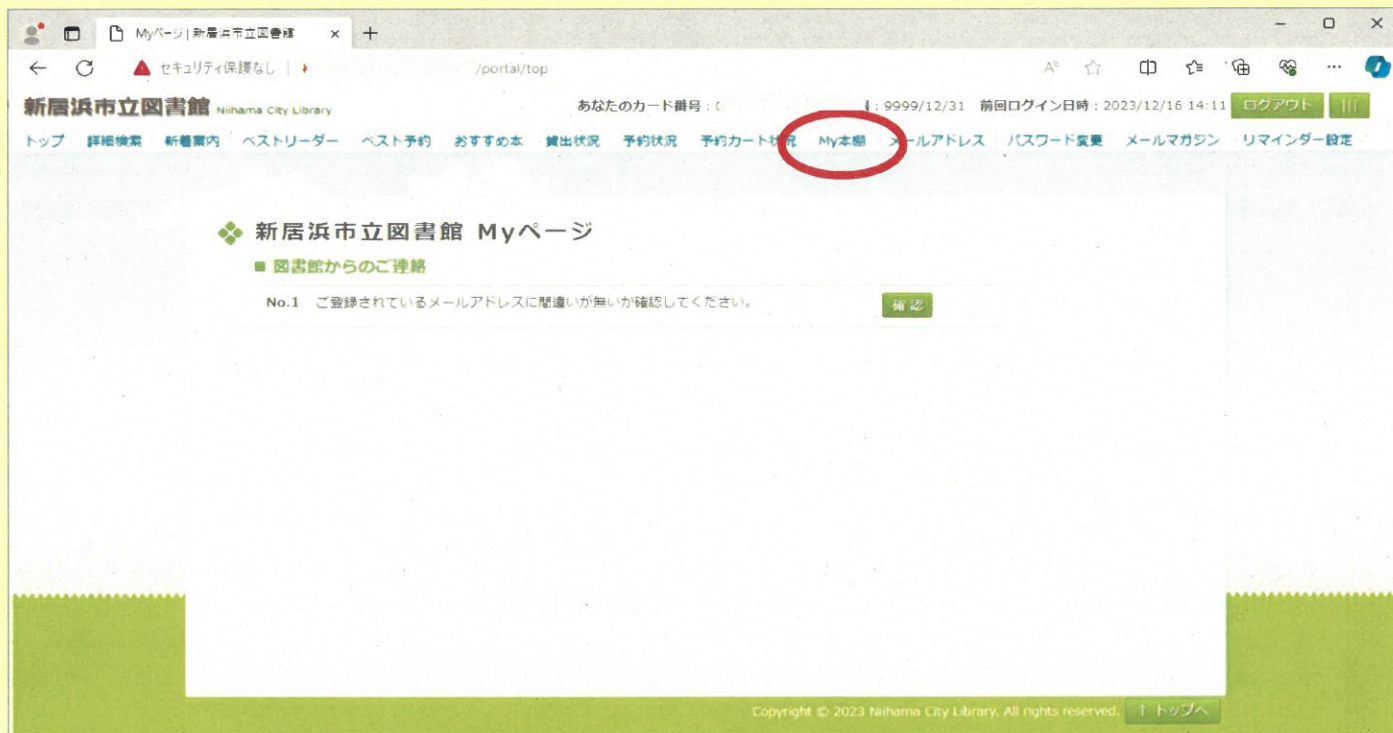 Myページ | 新居浜市立図書館
セキュリティ保護なし | /portal/top
新居浜市立図書館 Niihama City Library あなたのカード番号 : : 9999/12/31 前回ログイン日時 : 2023/12/16 14:11 ログアウト
トップ 詳細検索 新着案内 ベストリーダー ベスト予約 おすすめ本 貸出状況 予約状況 予約カート状況 My本棚 メールアドレス パスワード変更 メールマガジン リマインダー設定
新居浜市立図書館 Myページ
図書館からのご連絡
No.1 ご登録されているメールアドレスに間違いが無いか確認してください。 確認
Copyright © 2023 Niihama City Library. All rights reserved. ↑ トップへ